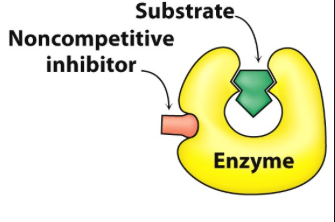 Substrate
Noncompetitive
inhibitor
Enzyme